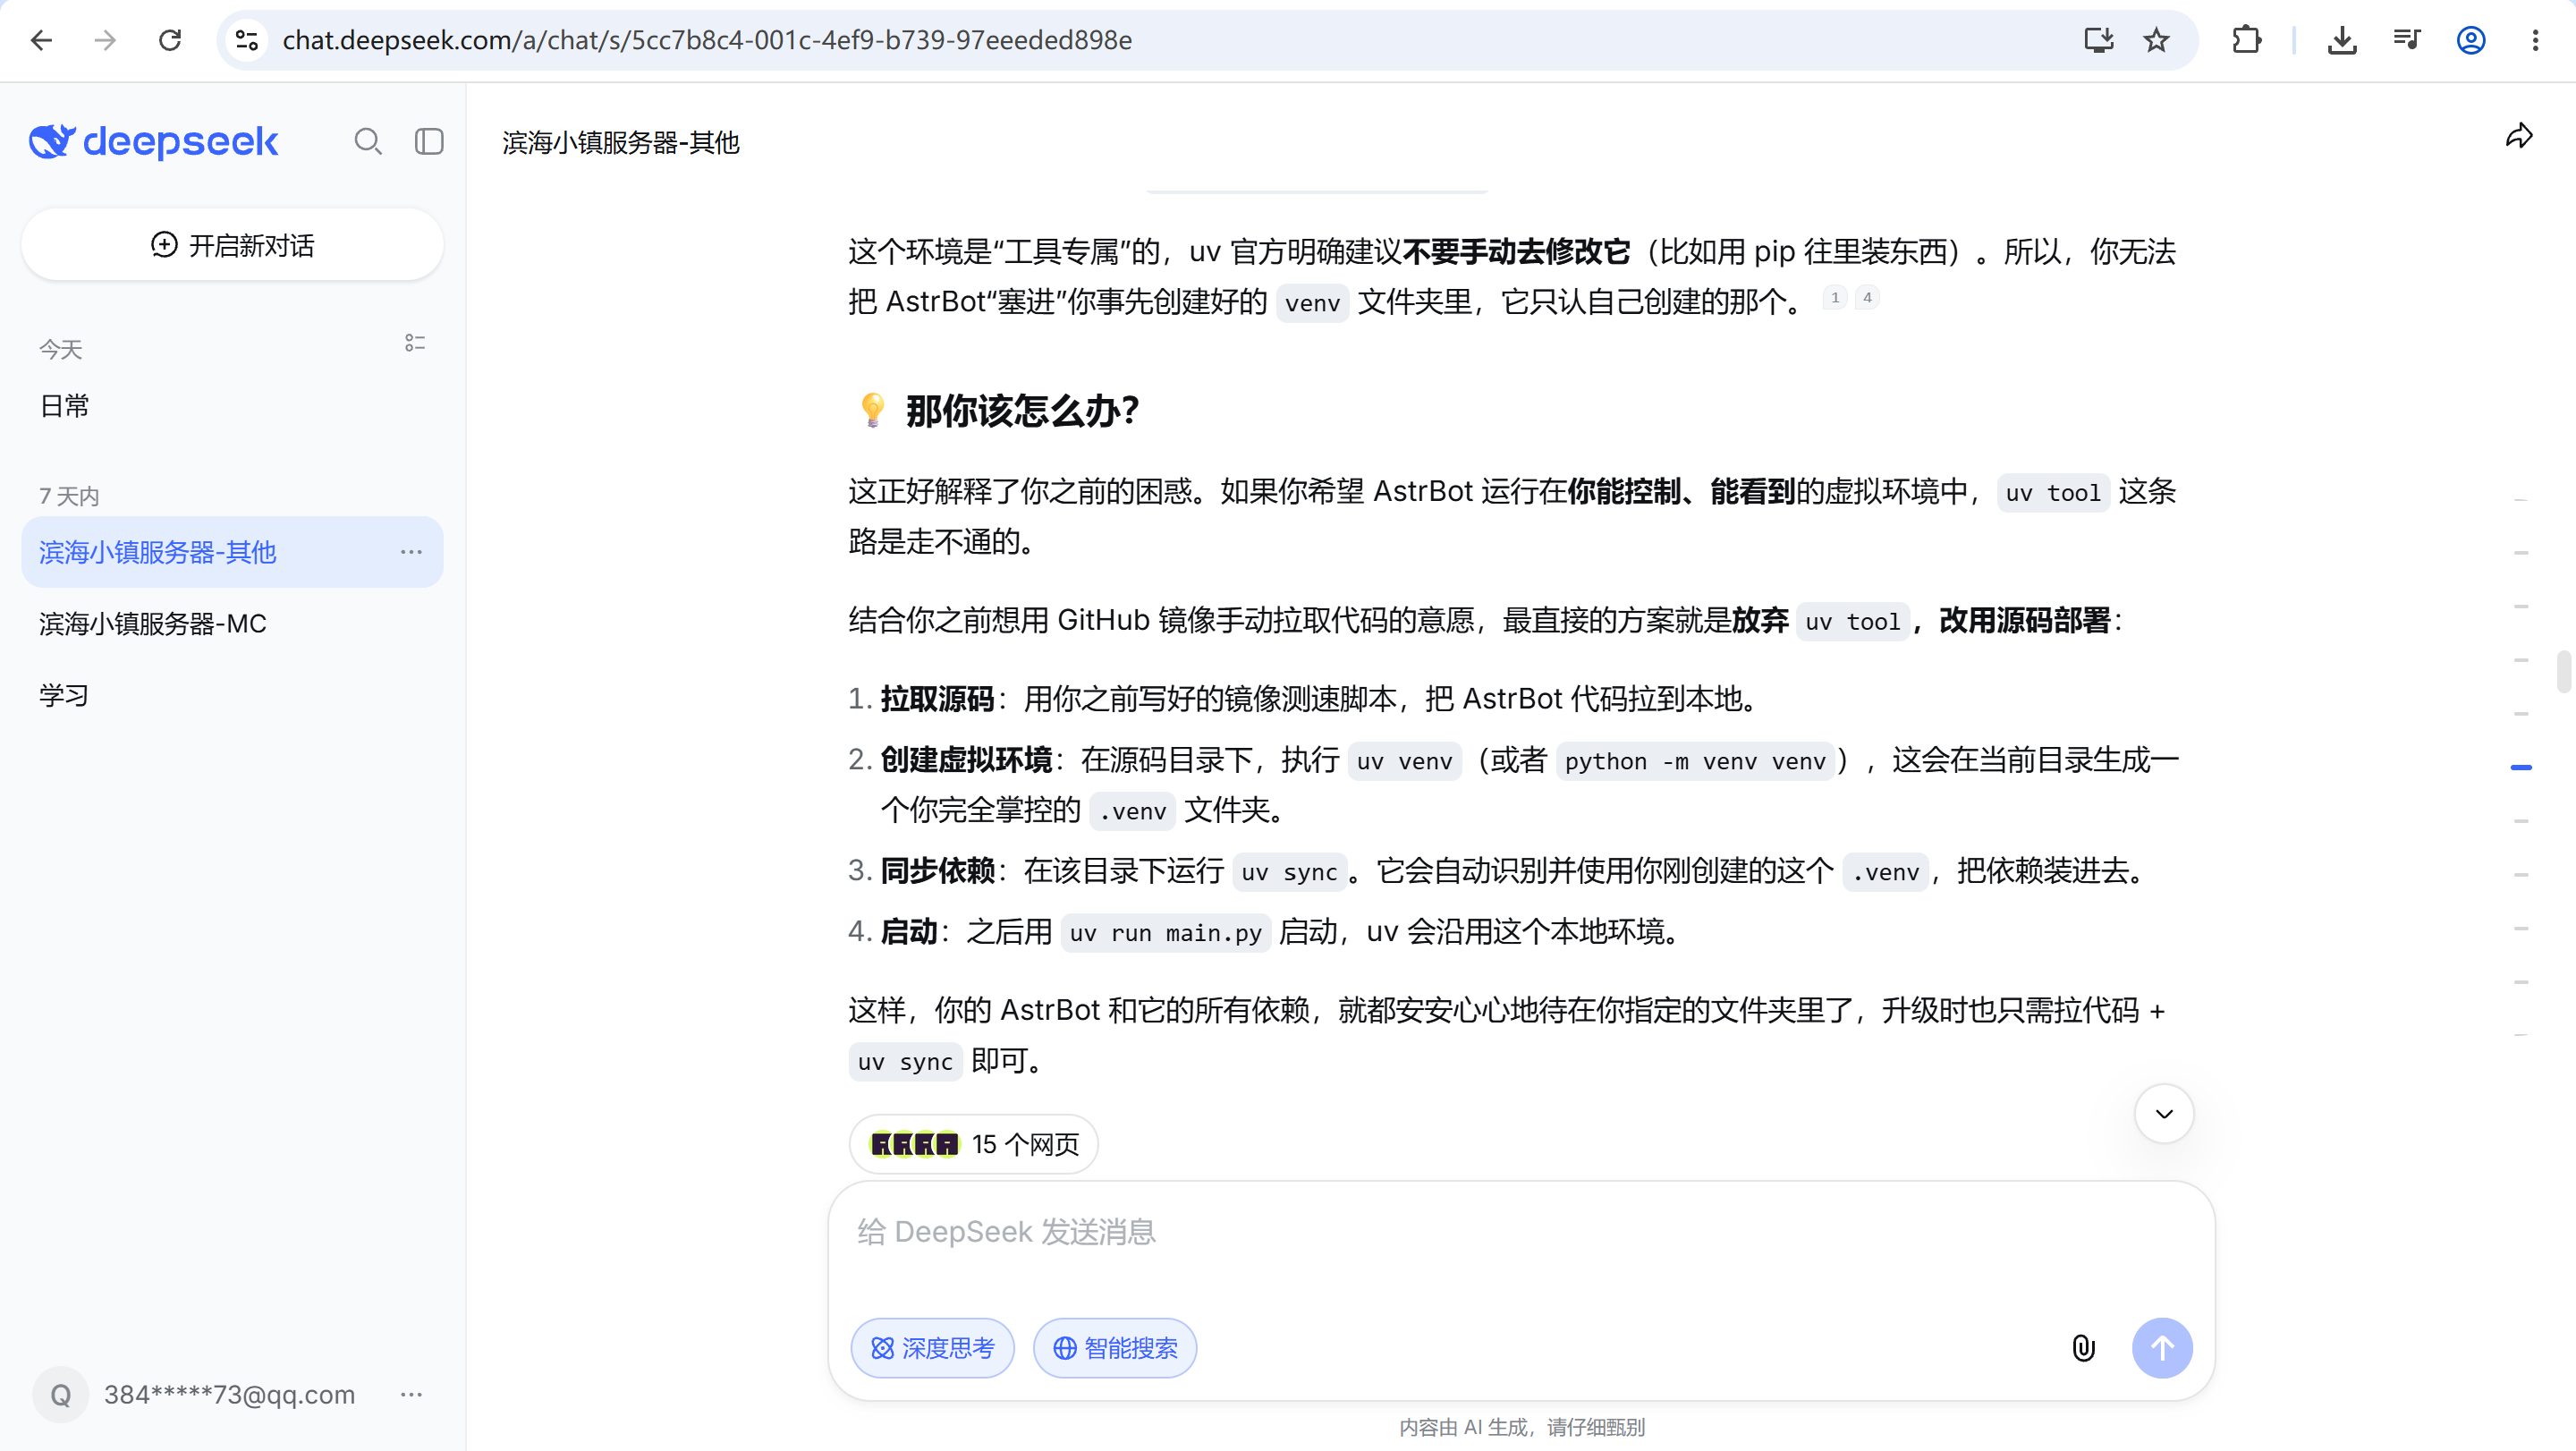 chat.deepseek.com/a/chat/s/5cc7b8c4-001c-4ef9-b739-97eeeded898e
deepseek
开启新对话
今天
日常
7 天内
滨海小镇服务器-其他
滨海小镇服务器-MC
学习
Q 384*****73@qq.com
滨海小镇服务器-其他
这个环境是“工具专属”的，uv 官方明确建议不要手动去修改它（比如用 pip 往里装东西）。所以，你无法
把 AstrBot“塞进”你事先创建好的 venv 文件夹里，它只认自己创建的那个。 1 4
💡 那你该怎么办？
这正好解释了你之前的困惑。如果你希望 AstrBot 运行在你能控制、能看到的虚拟环境中，uv tool 这条
路是走不通的。
结合你之前想用 GitHub 镜像手动拉取代码的意愿，最直接的方案就是放弃 uv tool，改用源码部署：
1. 拉取源码：用你之前写好的镜像测速脚本，把 AstrBot 代码拉到本地。
2. 创建虚拟环境：在源码目录下，执行 uv venv（或者 python -m venv venv），这会在当前目录生成一
个你完全掌控的 .venv 文件夹。
3. 同步依赖：在该目录下运行 uv sync。它会自动识别并使用你刚创建的这个 .venv，把依赖装进去。
4. 启动：之后用 uv run main.py 启动，uv 会沿用这个本地环境。
这样，你的 AstrBot 和它的所有依赖，就都安安心心地待在你指定的文件夹里了，升级时也只需拉代码 +
uv sync 即可。
15 个网页
给 DeepSeek 发送消息
深度思考
智能搜索
内容由 AI 生成，请仔细甄别